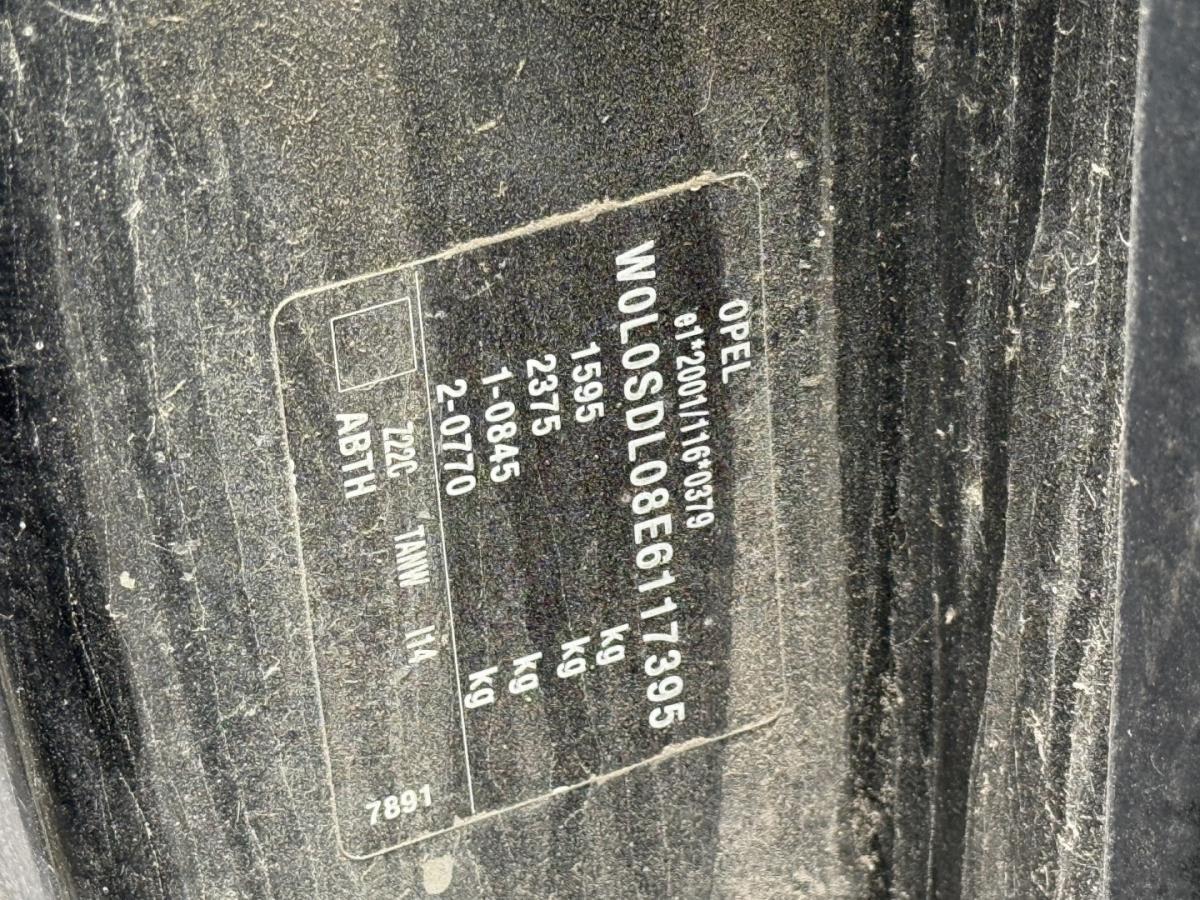 OPEL
e1*2001/116*0379
W0L0SDL08E6117395
1595 kg
2375 kg
1-0845 kg
2-0770 kg
Z22C TANW I14
ABTH
7891